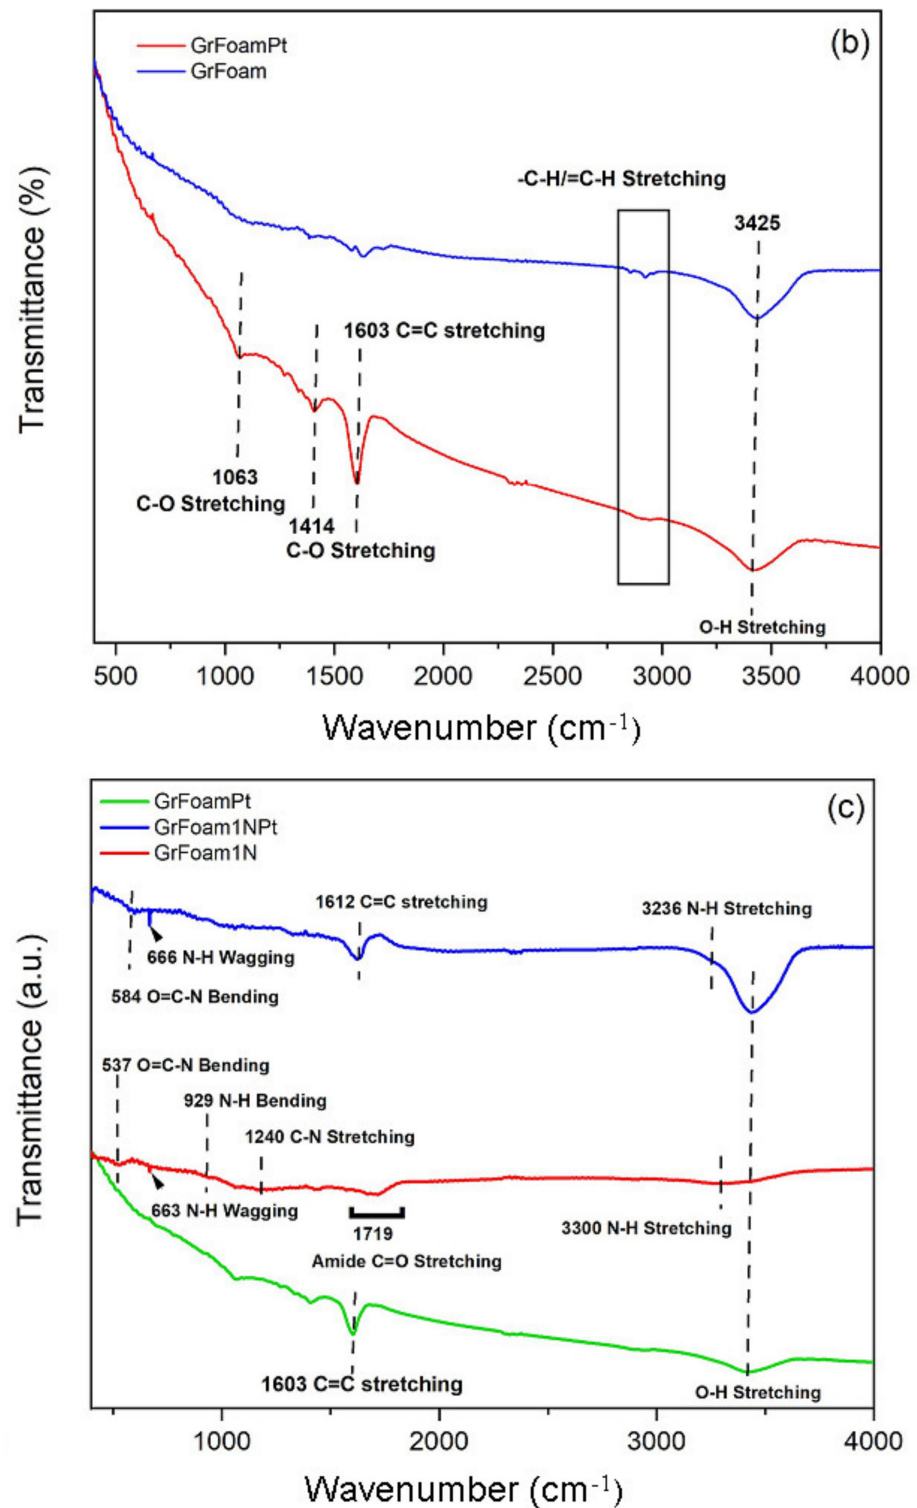 (b)
GrFoamPt
GrFoam
-C-H/=C-H Stretching
3425
1603 C=C stretching
1063
C-O Stretching
1414
C-O Stretching
O-H Stretching
Transmittance (%)
500 1000 1500 2000 2500 3000 3500 4000
Wavenumber (cm-1)
(c)
GrFoamPt
GrFoam1NPt
GrFoam1N
1612 C=C stretching
3236 N-H Stretching
666 N-H Wagging
584 O=C-N Bending
537 O=C-N Bending
929 N-H Bending
1240 C-N Stretching
663 N-H Wagging
1719
3300 N-H Stretching
Amide C=O Stretching
1603 C=C stretching
O-H Stretching
Transmittance (a.u.)
1000 2000 3000 4000
Wavenumber (cm-1)